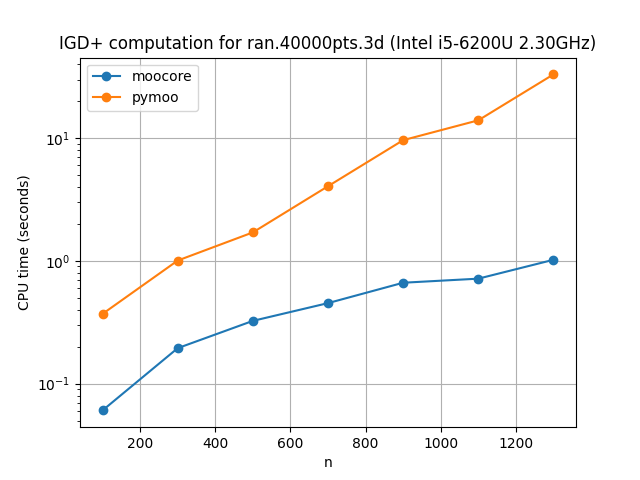 IGD+ computation for ran.40000pts.3d (Intel i5-6200U 2.30GHz)
moocore
pymoo
CPU time (seconds)
10¹
10⁰
10⁻¹
200 400 600 800 1000 1200
n